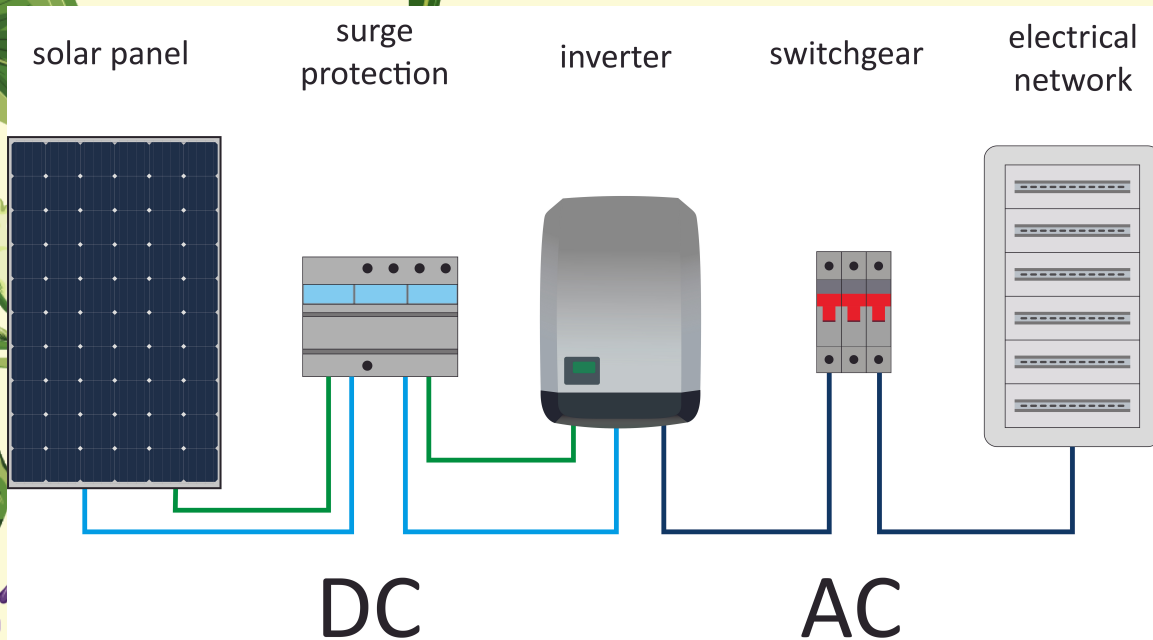 solar panel
surge
protection
inverter
switchgear
electrical
network
DC
AC